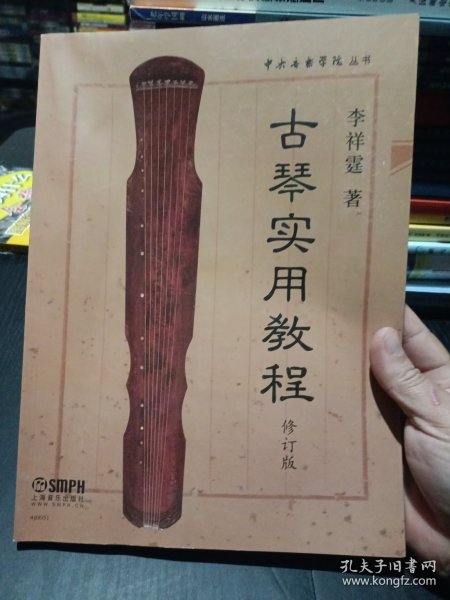 中央音乐学院丛书
李祥霆 著
古琴实用教程
修订版
SMPH
上海音乐出版社
WWW.SMPH.CN
孔夫子旧书网
www.kongfz.com